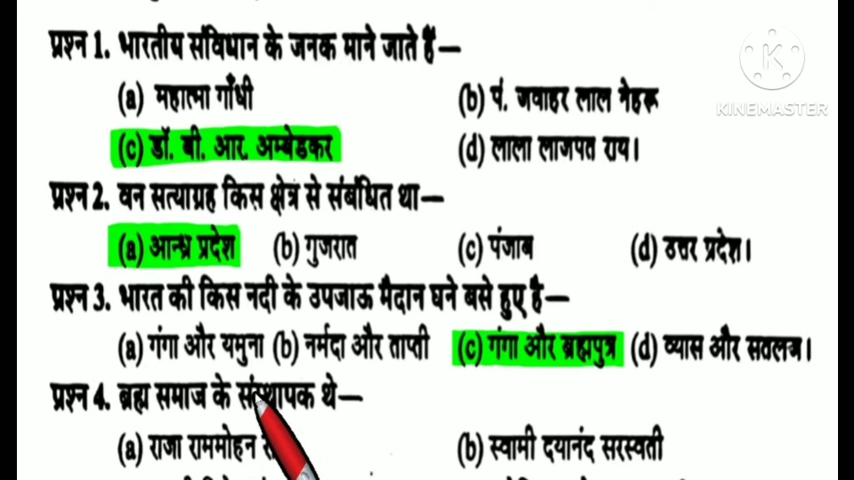 प्रश्न 1. भारतीय संविधान के जनक माने जाते हैं—
(a) महात्मा गाँधी (b) पं. जवाहर लाल नेहरू
(c) डॉ. बी. आर. अम्बेडकर (d) लाला लाजपत राय।
प्रश्न 2. वन सत्याग्रह किस क्षेत्र से संबंधित था—
(a) आन्ध्र प्रदेश (b) गुजरात (c) पंजाब (d) उत्तर प्रदेश।
प्रश्न 3. भारत की किस नदी के उपजाऊ मैदान घने बसे हुए है—
(a) गंगा और यमुना (b) नर्मदा और ताप्ती (c) गंगा और ब्रह्मपुत्र (d) व्यास और सतलज।
प्रश्न 4. ब्रह्म समाज के संस्थापक थे—
(a) राजा राममोहन (b) स्वामी दयानंद सरस्वती
K
KINEMASTER